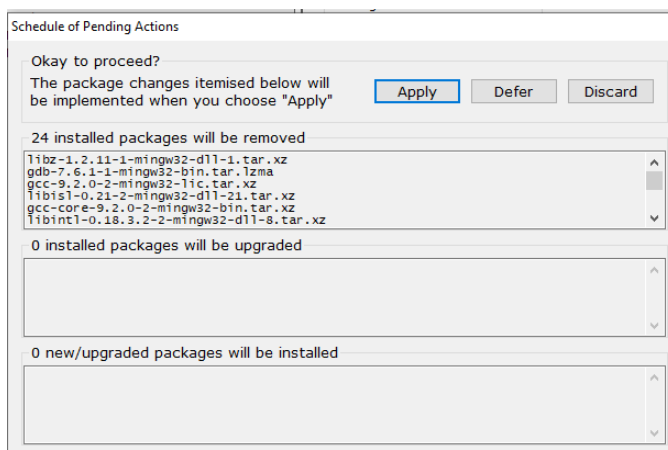 Schedule of Pending Actions
Okay to proceed?
The package changes itemised below will
be implemented when you choose "Apply"
Apply
Defer
Discard
24 installed packages will be removed
libz-1.2.11-1-mingw32-dll-1.tar.xz
gdb-7.6.1-1-mingw32-bin.tar.lzma
gcc-9.2.0-2-mingw32-lic.tar.xz
libisl-0.21-2-mingw32-dll-21.tar.xz
gcc-core-9.2.0-2-mingw32-bin.tar.xz
libintl-0.18.3.2-2-mingw32-dll-8.tar.xz
0 installed packages will be upgraded
0 new/upgraded packages will be installed